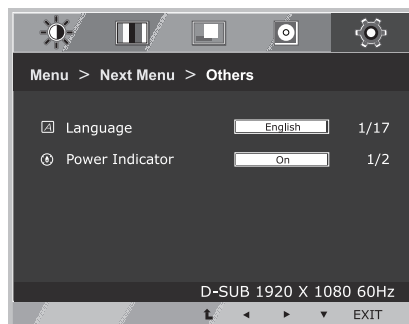 Menu > Next Menu > Others
Language English 1/17
Power Indicator On 1/2
D-SUB 1920 X 1080 60Hz
EXIT